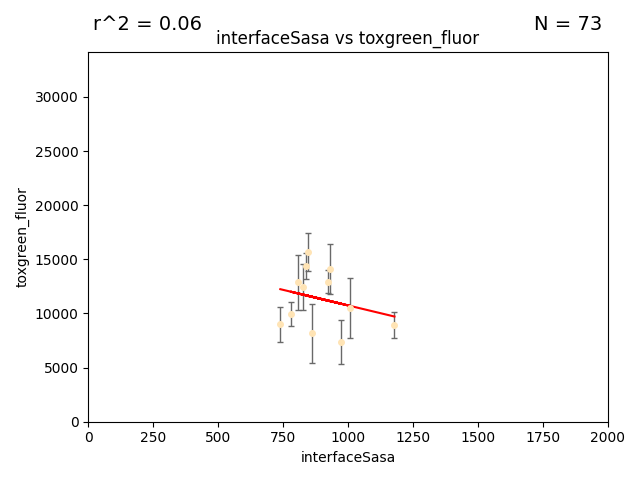 r^2 = 0.06
N = 73
interfaceSasa vs toxgreen_fluor
toxgreen_fluor
30000
25000
20000
15000
10000
5000
0
0 250 500 750 1000 1250 1500 1750 2000
interfaceSasa